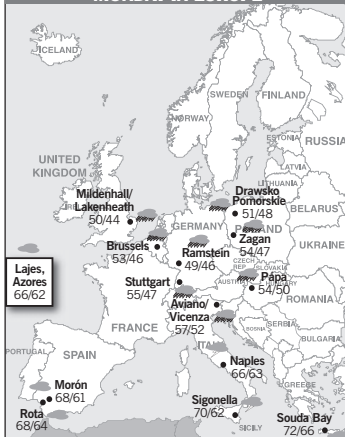 ICELAND
SWEDEN
FINLAND
NORWAY
ESTONIA
RUSSIA
LATVIA
LITHUANIA
UNITED
KINGDOM
Mildenhall/
Lakenheath
50/44
Drawsko
Pomorskie
51/48
BELARUS
GERMANY
Zagan
54/47
UKRAINE
Brussels
53/46
Ramstein
49/46
CZECH
REP.
SLOVAKIA
Lajes,
Azores
66/62
Stuttgart
55/47
AUSTRIA
Pápa
54/50
HUNGARY
ROMANIA
Aviano/
Vicenza
57/52
FRANCE
BOSNIA
SERBIA
BULGARIA
PORTUGAL
SPAIN
Morón
68/61
Rota
68/64
Naples
66/63
GREECE
Sigonella
70/62
SICILY
Souda Bay
72/66